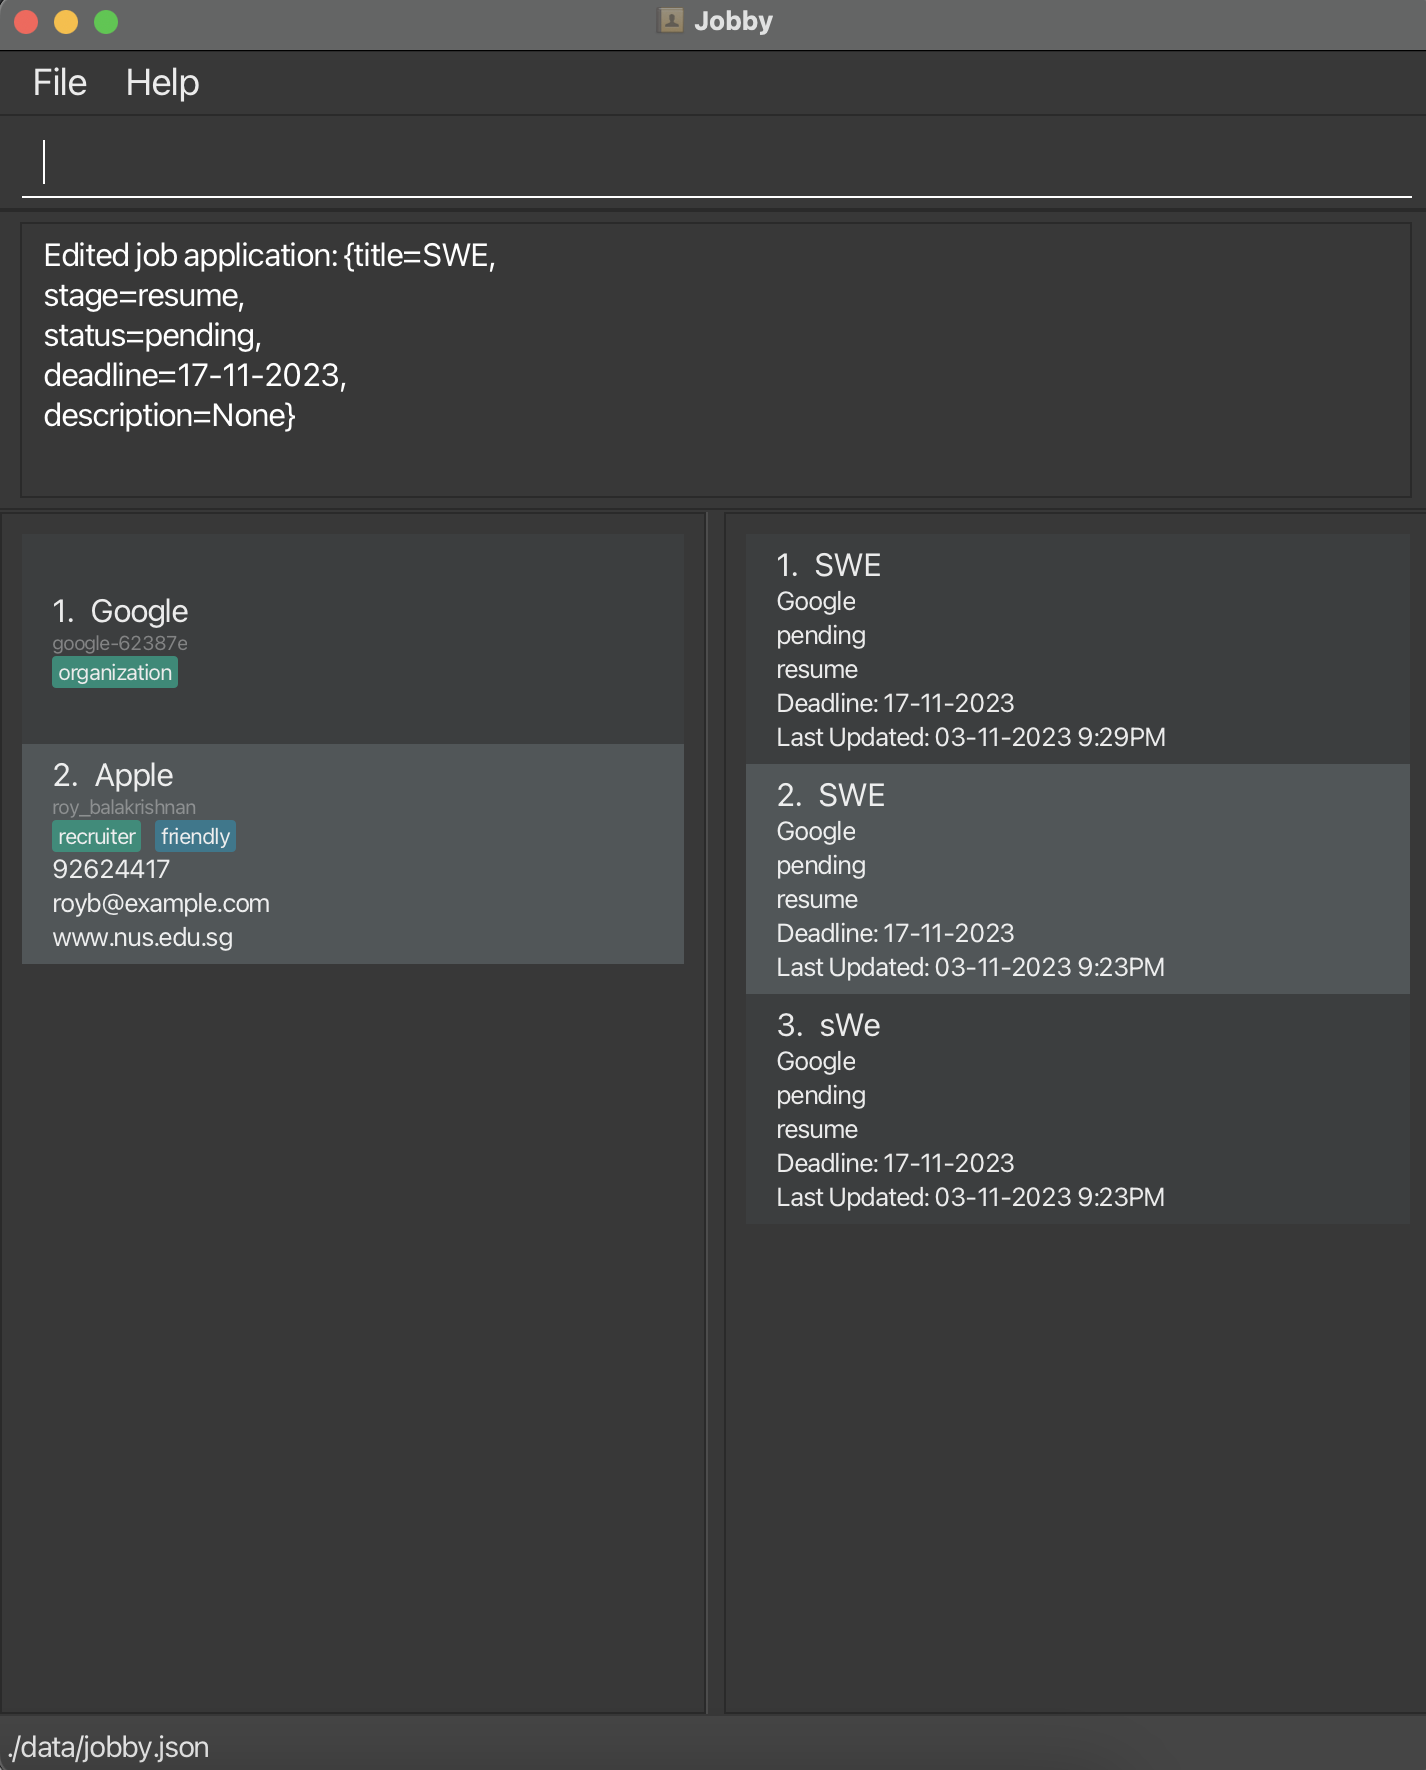 Jobby
File Help
Edited job application: {title=SWE,
stage=resume,
status=pending,
deadline=17-11-2023,
description=None}
1. Google
google-62387e
organization
2. Apple
roy_balakrishnan
recruiter friendly
92624417
royb@example.com
www.nus.edu.sg
1. SWE
Google
pending
resume
Deadline: 17-11-2023
Last Updated: 03-11-2023 9:29PM
2. SWE
Google
pending
resume
Deadline: 17-11-2023
Last Updated: 03-11-2023 9:23PM
3. sWe
Google
pending
resume
Deadline: 17-11-2023
Last Updated: 03-11-2023 9:23PM
./data/jobby.json